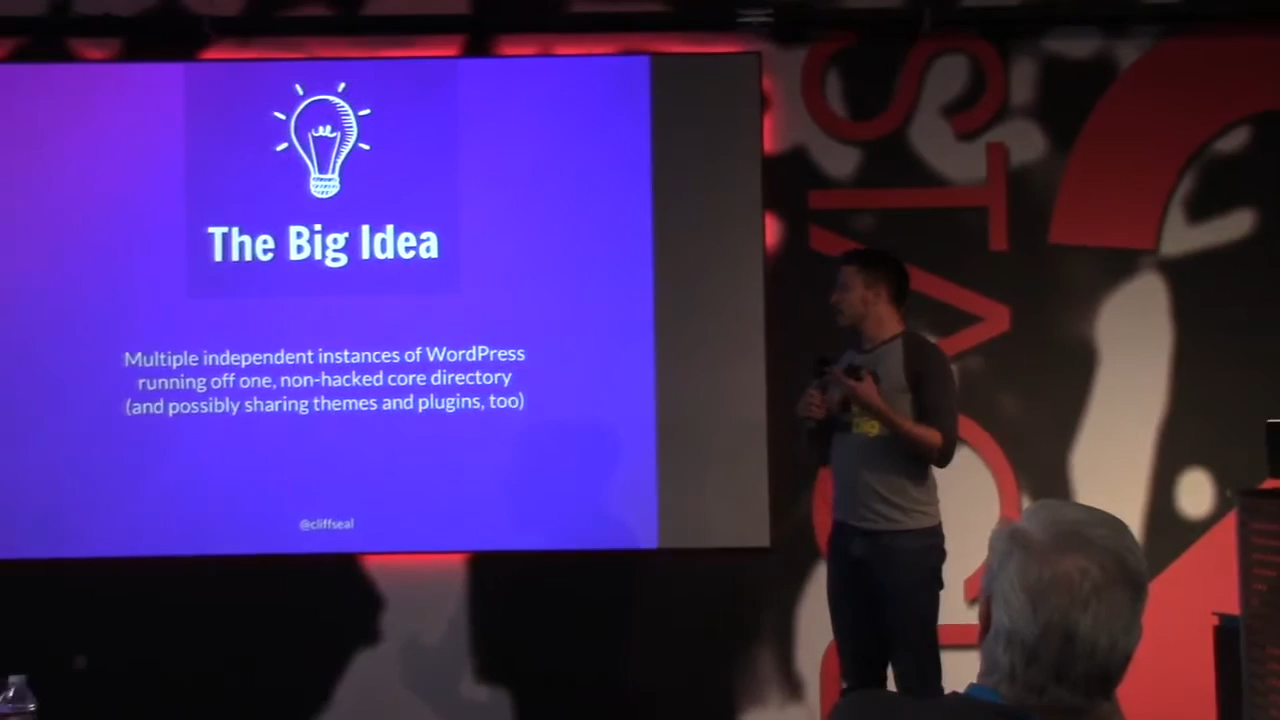 The Big Idea
Multiple independent instances of WordPress
running off one, non-hacked core directory
(and possibly sharing themes and plugins, too)
@cliffseal
big